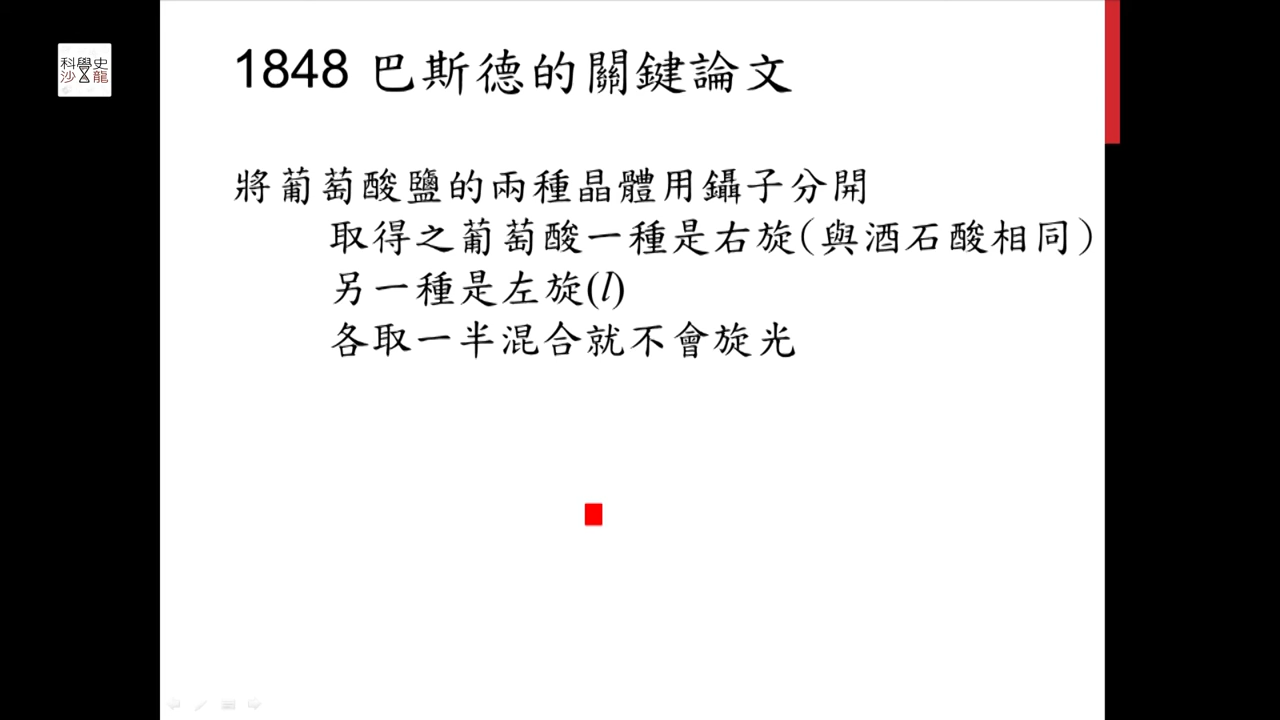 科學史
沙龍
1848 巴斯德的關鍵論文
將葡萄酸鹽的兩種晶體用鑷子分開
取得之葡萄酸一種是右旋(與酒石酸相同)
另一種是左旋(l)
各取一半混合就不會旋光